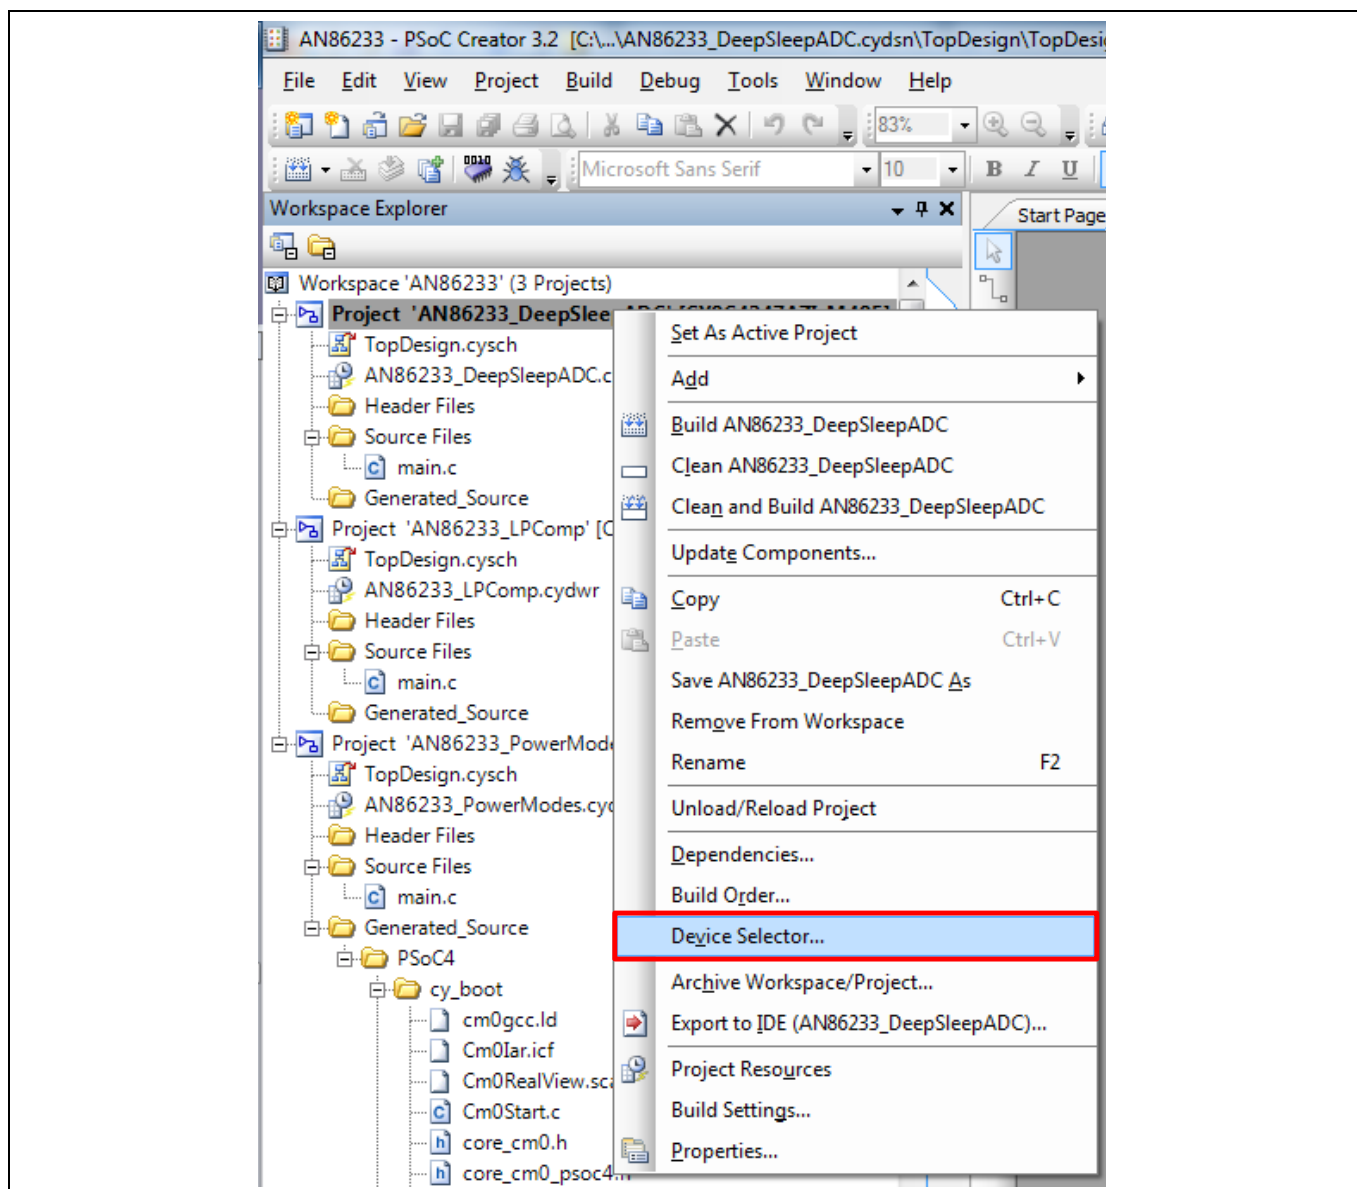 AN86233 - PSoC Creator 3.2 [C:\...\AN86233_DeepSleepADC.cydsn\TopDesign\TopDesi
File Edit View Project Build Debug Tools Window Help
83%
Microsoft Sans Serif 10 B I U
Workspace Explorer
Start Page
Workspace 'AN86233' (3 Projects)
Project 'AN86233_DeepSlee
TopDesign.cysch
AN86233_DeepSleepADC.c
Header Files
Source Files
main.c
Generated_Source
Project 'AN86233_LPComp' [C
TopDesign.cysch
AN86233_LPComp.cydwr
Header Files
Source Files
main.c
Generated_Source
Project 'AN86233_PowerMod
TopDesign.cysch
AN86233_PowerModes.cyd
Header Files
Source Files
main.c
Generated_Source
PSoC4
cy_boot
cm0gcc.ld
Cm0Iar.icf
Cm0RealView.sca
Cm0Start.c
core_cm0.h
core_cm0_psoc4.h
Set As Active Project
Add
Build AN86233_DeepSleepADC
Clean AN86233_DeepSleepADC
Clean and Build AN86233_DeepSleepADC
Update Components...
Copy Ctrl+C
Paste Ctrl+V
Save AN86233_DeepSleepADC As
Remove From Workspace
Rename F2
Unload/Reload Project
Dependencies...
Build Order...
Device Selector...
Archive Workspace/Project...
Export to IDE (AN86233_DeepSleepADC)...
Project Resources
Build Settings...
Properties...